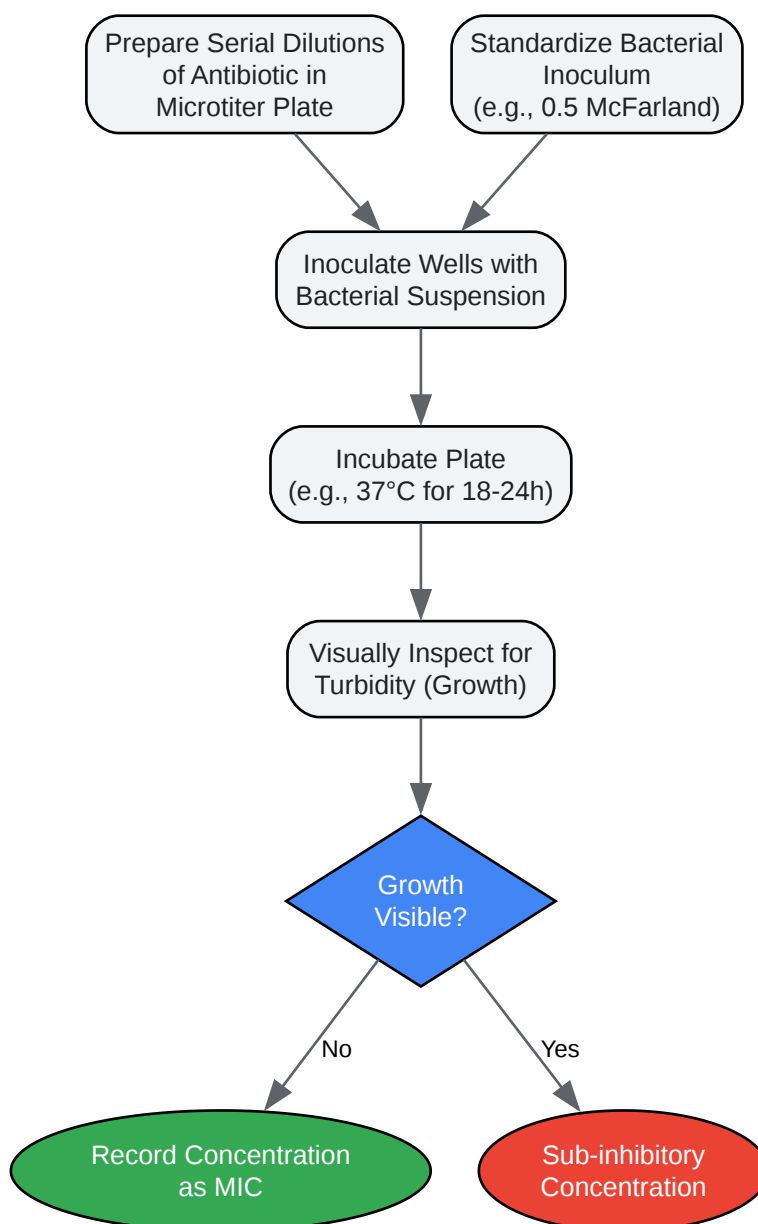 Prepare Serial Dilutions
of Antibiotic in
Microtiter Plate
Standardize Bacterial
Inoculum
(e.g., 0.5 McFarland)
Inoculate Wells with
Bacterial Suspension
Incubate Plate
(e.g., 37°C for 18-24h)
Visually Inspect for
Turbidity (Growth)
Growth
Visible?
No
Yes
Record Concentration
as MIC
Sub-inhibitory
Concentration